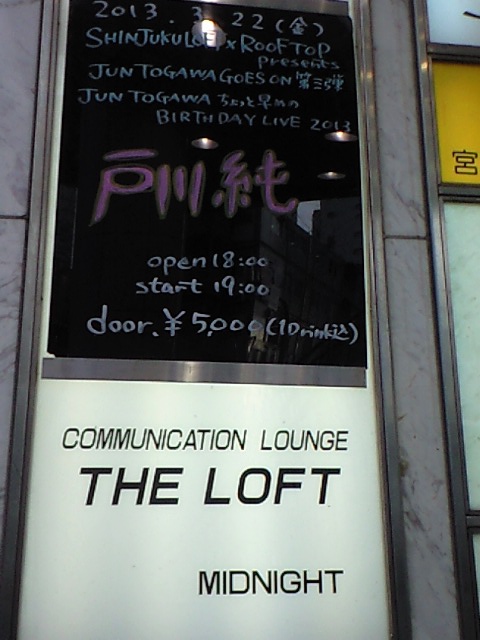 2013.3.22(金)
SHINJUKU LOFT x ROOFTOP
presents
JUN TOGAWA GOES ON 第三弾
JUN TOGAWA ちょっと早めの
BIRTHDAY LIVE 2013
戸川純
open 18:00
start 19:00
door. ¥5,000(1Drink込)
COMMUNICATION LOUNGE
THE LOFT
MIDNIGHT
宮